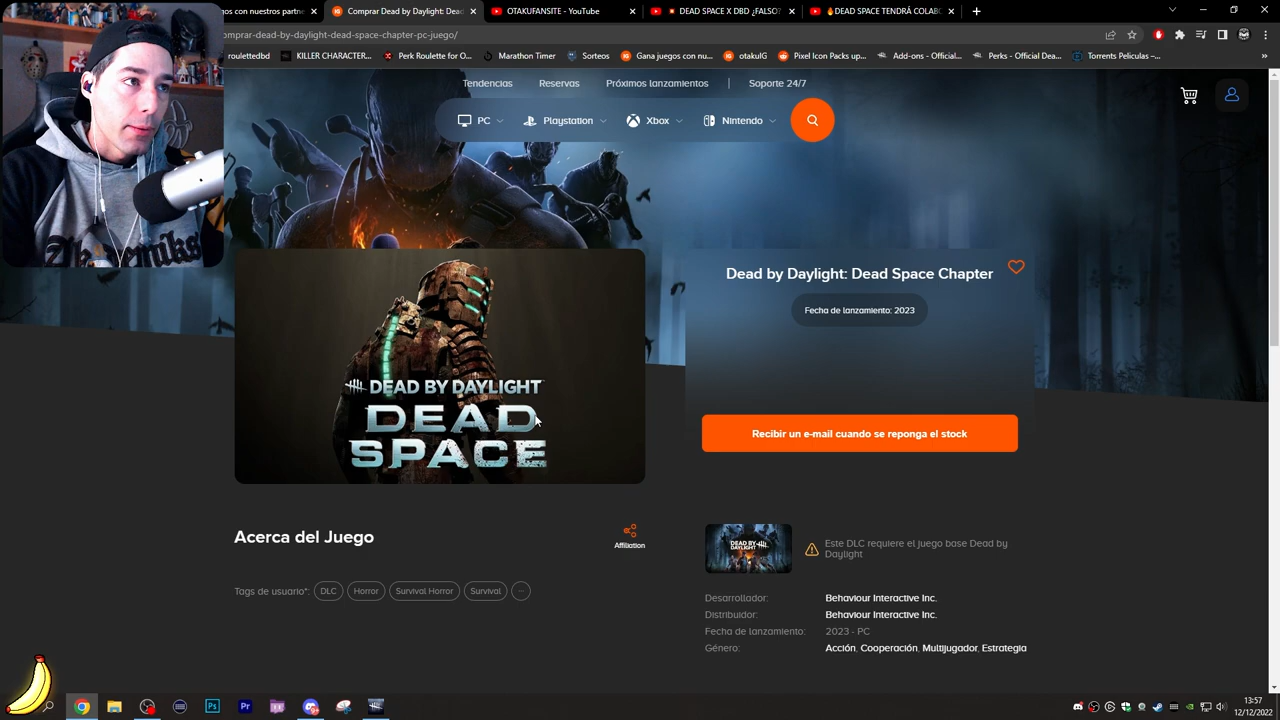 gos con nuestros partne
Comprar Dead by Daylight: Dead
OTAKUFANSITE - YouTube
DEAD SPACE X DBD ¿FALSO?
DEAD SPACE TENDRÁ COLAB
omprar-dead-by-daylight-dead-space-chapter-pc-juego/
roulettedbd
KILLER CHARACTER...
Perk Roulette for O...
Marathon Timer
Sorteos
Gana juegos con nu...
otakuIG
Pixel Icon Packs up...
Add-ons - Official...
Perks - Official Dea...
Torrents Peliculas –...
Tendencias
Reservas
Próximos lanzamientos
Soporte 24/7
PC
Playstation
Xbox
Nintendo
Dead by Daylight: Dead Space Chapter
Fecha de lanzamiento: 2023
DEAD BY DAYLIGHT
DEAD
SPACE
Recibir un e-mail cuando se reponga el stock
Acerca del Juego
Affiliation
DEAD BY DAYLIGHT
Este DLC requiere el juego base Dead by
Daylight
Tags de usuario*:
DLC
Horror
Survival Horror
Survival
...
Desarrollador: Behaviour Interactive Inc.
Distribuidor: Behaviour Interactive Inc.
Fecha de lanzamiento: 2023 - PC
Género: Acción, Cooperación, Multijugador, Estrategia
Ps
Pr
13:57
12/12/2022